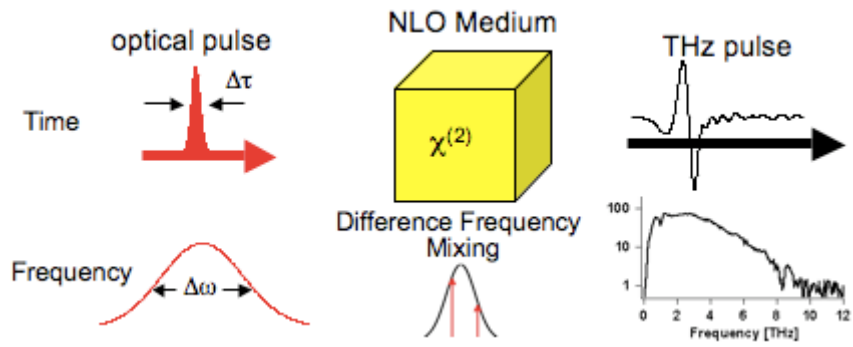 optical pulse
Δτ
Time
NLO Medium
χ(2)
Difference Frequency
Mixing
THz pulse
Frequency
Δω
100
10
1
0 2 4 6 8 10 12
Frequency [THz]